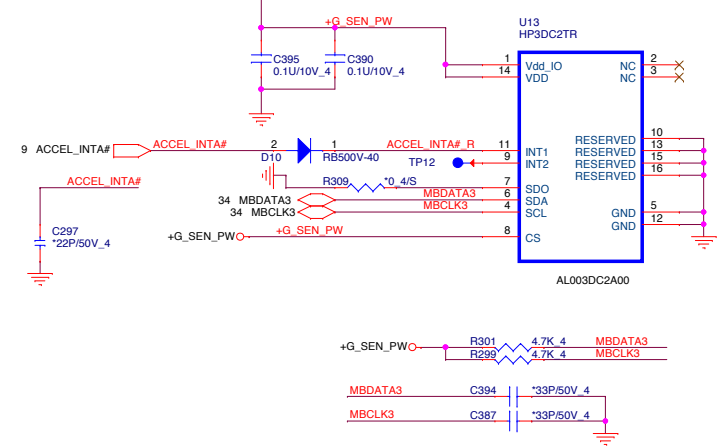 +G_SEN_PW
U13
HP3DC2TR
C395
0.1U/10V_4
C390
0.1U/10V_4
1 Vdd_IO
14 VDD
NC 2
NC 3
9 ACCEL_INTA# ACCEL_INTA# 2 1 ACCEL_INTA#_R 11 INT1
D10 RB500V-40
TP12 9 INT2
RESERVED 10
RESERVED 13
RESERVED 15
RESERVED 16
ACCEL_INTA#
R309 *0_4/S 7 SDO
34 MBDATA3 MBDATA3 6 SDA
34 MBCLK3 MBCLK3 4 SCL
GND 5
GND 12
C297
*22P/50V_4
+G_SEN_PW +G_SEN_PW 8 CS
AL003DC2A00
+G_SEN_PW R301 4.7K_4 MBDATA3
R299 4.7K_4 MBCLK3
MBDATA3 C394 *33P/50V_4
MBCLK3 C387 *33P/50V_4